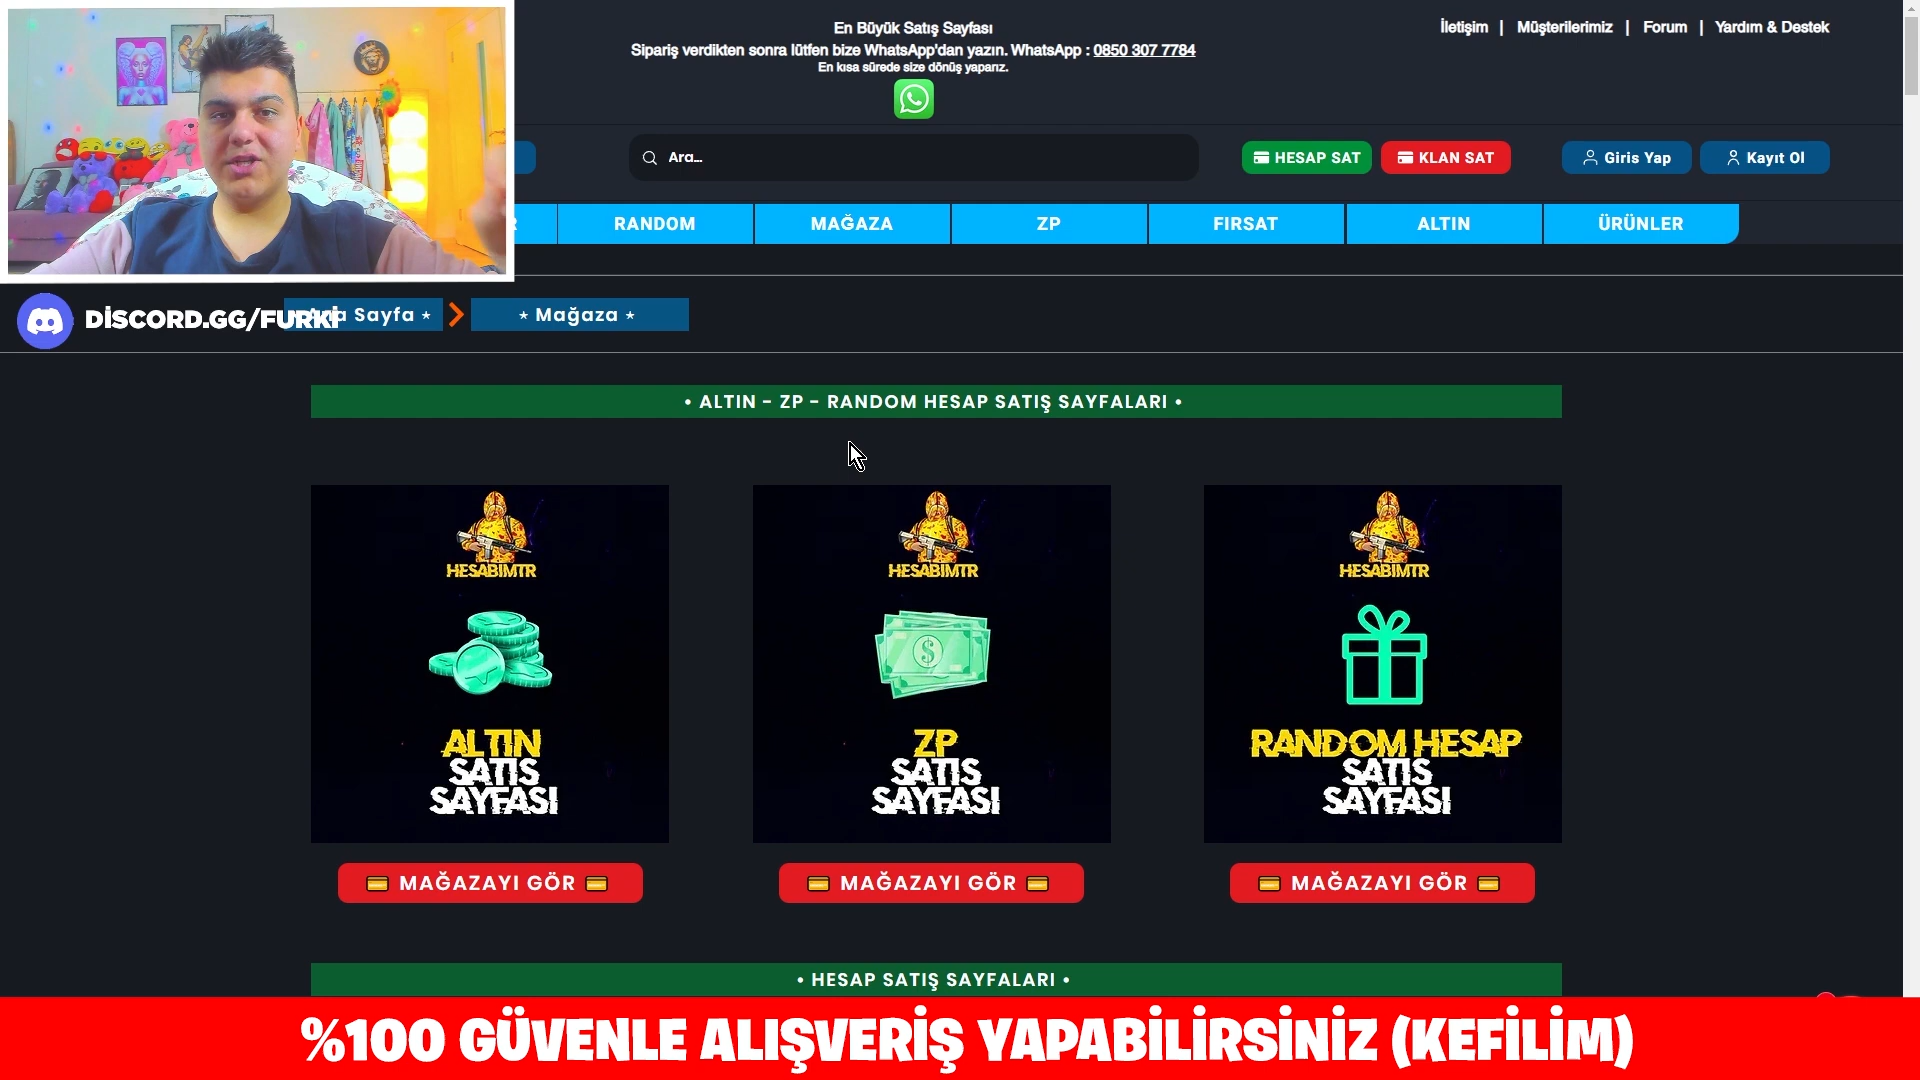 En Büyük Satış Sayfası
Sipariş verdikten sonra lütfen bize WhatsApp'dan yazın. WhatsApp : 0850 307 7784
En kısa sürede size dönüş yaparız.
İletişim | Müşterilerimiz | Forum | Yardım & Destek
Ara...
HESAP SAT
KLAN SAT
Giris Yap
Kayıt Ol
RANDOM
MAĞAZA
ZP
FIRSAT
ALTIN
ÜRÜNLER
DİSCORD.GG/FURKİ
Sayfa ⋆
⋆ Mağaza ⋆
• ALTIN - ZP - RANDOM HESAP SATIŞ SAYFALARI •
HESABIMTR
ALTIN
SATIS
SAYFASI
MAĞAZAYI GÖR
HESABIMTR
ZP
SATIS
SAYFASI
MAĞAZAYI GÖR
HESABIMTR
RANDOM HESAP
SATIS
SAYFASI
MAĞAZAYI GÖR
• HESAP SATIŞ SAYFALARI •
%100 GÜVENLE ALIŞVERİŞ YAPABİLİRSİNİZ (KEFİLİM)